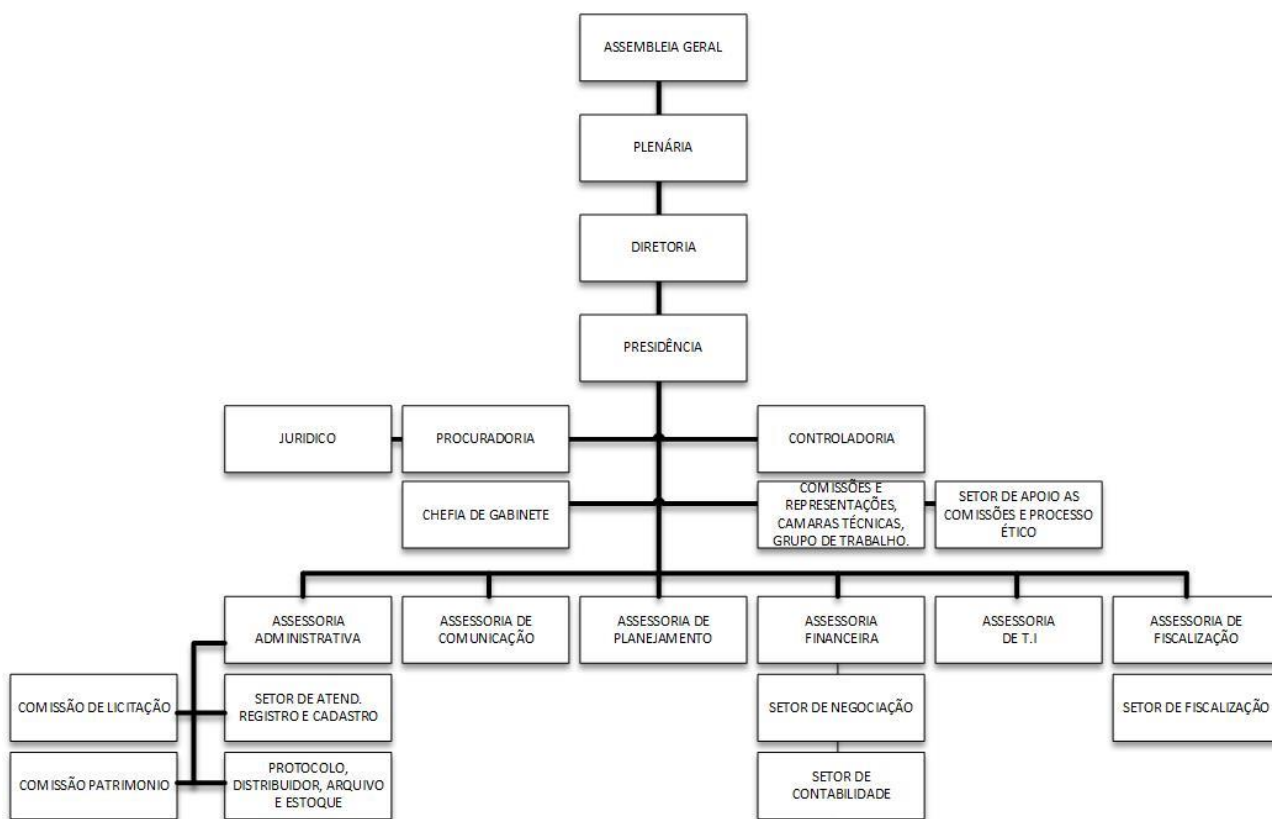 ASSEMBLEIA GERAL
PLENÁRIA
DIRETORIA
PRESIDÊNCIA
JURIDICO
PROCURADORIA
CONTROLADORIA
CHEFIA DE GABINETE
COMISSÕES E
REPRESENTAÇÕES,
CAMARAS TÉCNICAS,
GRUPO DE TRABALHO.
SETOR DE APOIO AS
COMISSÕES E PROCESSO
ÉTICO
ASSESSORIA
ADMINISTRATIVA
ASSESSORIA DE
COMUNICAÇÃO
ASSESSORIA DE
PLANEJAMENTO
ASSESSORIA
FINANCEIRA
ASSESSORIA
DE T.I
ASSESSORIA DE
FISCALIZAÇÃO
COMISSÃO DE LICITAÇÃO
SETOR DE ATEND.
REGISTRO E CADASTRO
SETOR DE NEGOCIAÇÃO
SETOR DE FISCALIZAÇÃO
COMISSÃO PATRIMONIO
PROTOCOLO,
DISTRIBUIDOR, ARQUIVO
E ESTOQUE
SETOR DE
CONTABILIDADE